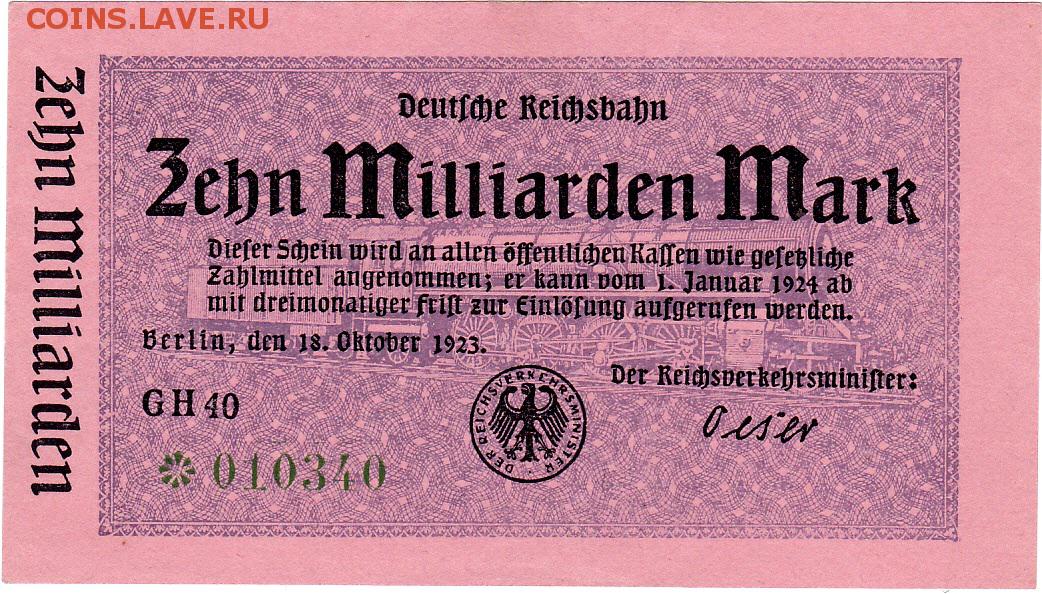 COINS.LAVE.RU
Zehn Milliarden
Deutsche Reichsbahn
Zehn Milliarden Mark
Dieser Schein wird an allen öffentlichen Kassen wie gesetzliche
Zahlmittel angenommen; er kann vom 1. Januar 1924 ab
mit dreimonatiger Frist zur Einlösung aufgerufen werden.
Berlin, den 18. Oktober 1923.
Der Reichsverkehrsminister:
GH 40
Oeser
DER REICHSVERKEHRSMINISTER
* 010340